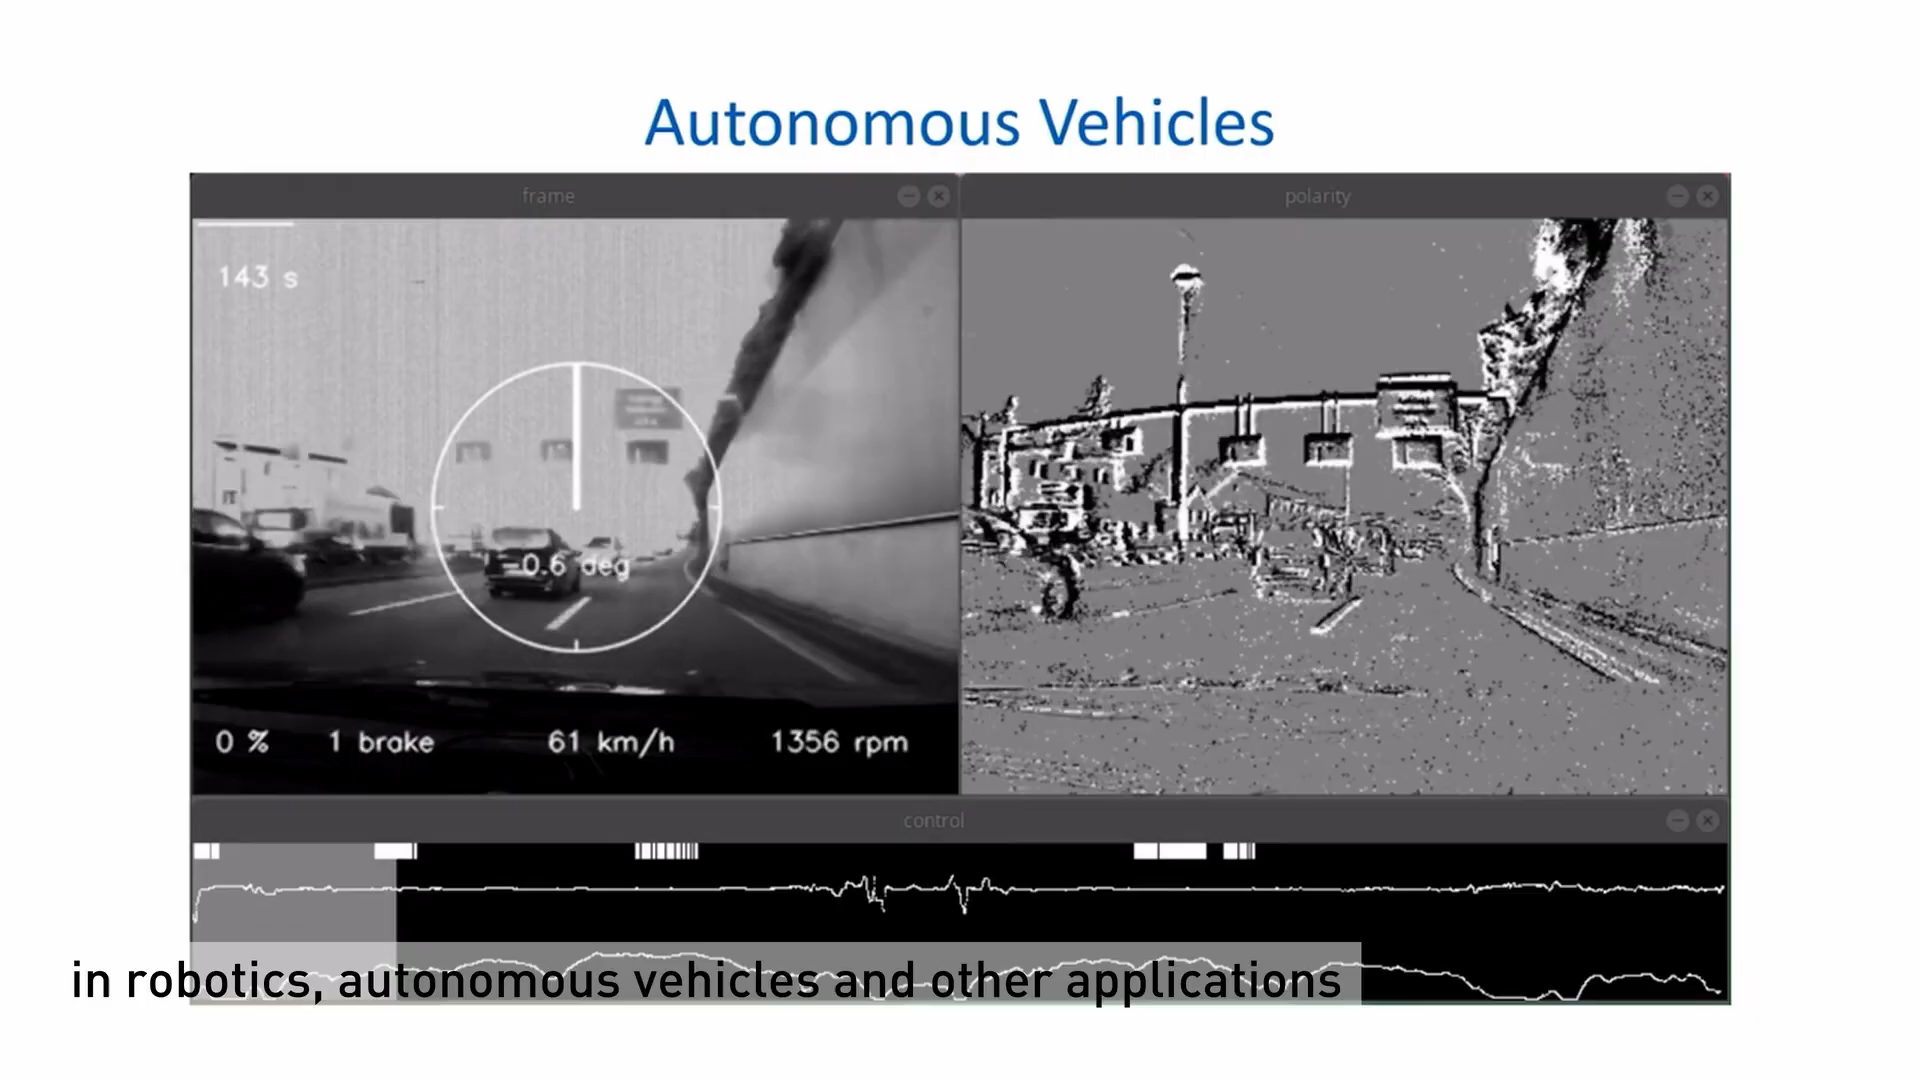 Autonomous Vehicles
frame
polarity
143 s
-0.6 deg
0 % 1 brake 61 km/h 1356 rpm
control
in robotics, autonomous vehicles and other applications